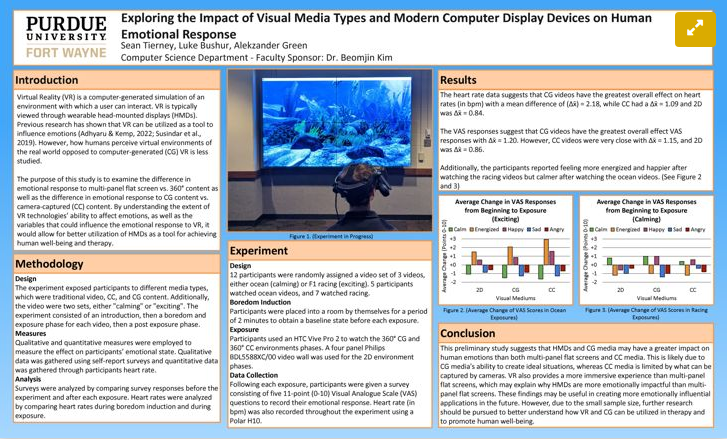 PURDUE
UNIVERSITY
FORT WAYNE
Exploring the Impact of Visual Media Types and Modern Computer Display Devices on Human
Emotional Response
Sean Tierney, Luke Bushur, Alekzander Green
Computer Science Department - Faculty Sponsor: Dr. Beomjin Kim
Introduction
Virtual Reality (VR) is a computer-generated simulation of an
environment with which a user can interact. VR is typically
viewed through wearable head-mounted displays (HMDs).
Previous research has shown that VR can be utilized as a tool to
influence emotions (Adhyaru & Kemp, 2022; Susindar et al.,
2019). However, how humans perceive virtual environments of
the real world opposed to computer-generated (CG) VR is less
studied.
The purpose of this study is to examine the difference in
emotional response to multi-panel flat screen vs. 360° content as
well as the difference in emotional response to CG content vs.
camera-captured (CC) content. By understanding the extent of
VR technologies' ability to affect emotions, as well as the
variables that could influence the emotional response to VR, it
would allow for better utilization of HMDs as a tool for achieving
human well-being and therapy.
Methodology
Design
The experiment exposed participants to different media types,
which were traditional video, CC, and CG content. Additionally,
the video were two sets, either "calming" or "exciting". The
experiment consisted of an introduction, then a boredom and
exposure phase for each video, then a post exposure phase.
Measures
Qualitative and quantitative measures were employed to
measure the effect on participants' emotional state. Qualitative
data was gathered using self-report surveys and quantitative data
was gathered through participants heart rate.
Analysis
Surveys were analyzed by comparing survey responses before the
experiment and after each exposure. Heart rates were analyzed
by comparing heart rates during boredom induction and during
exposure.
Figure 1. (Experiment in Progress)
Experiment
Design
12 participants were randomly assigned a video set of 3 videos,
either ocean (calming) or F1 racing (exciting). 5 participants
watched ocean videos, and 7 watched racing.
Boredom Induction
Participants were placed into a room by themselves for a period
of 2 minutes to obtain a baseline state before each exposure.
Exposure
Participants used an HTC Vive Pro 2 to watch the 360° CG and
360° CC environments phases. A four panel Philips
BDL5588XC/00 video wall was used for the 2D environment
phases.
Data Collection
Following each exposure, participants were given a survey
consisting of five 11-point (0-10) Visual Analogue Scale (VAS)
questions to record their emotional response. Heart rate (in
bpm) was also recorded throughout the experiment using a
Polar H10.
Results
The heart rate data suggests that CG videos have the greatest overall effect on heart
rates (in bpm) with a mean difference of (Δx̄) = 2.18, while CC had a Δx̄ = 1.09 and 2D
was Δx̄ = 0.84.
The VAS responses suggest that CG videos have the greatest overall effect VAS
responses with Δx̄ = 1.20. However, CC videos were very close with Δx̄ = 1.15, and 2D
was Δx̄ = 0.86.
Additionally, the participants reported feeling more energized and happier after
watching the racing videos but calmer after watching the ocean videos. (See Figure 2
and 3)
Average Change in VAS Responses
from Beginning to Exposure
(Exciting)
Calm Energized Happy Sad Angry
Average Change (Points 0-10)
+3
+2
+1
0
-1
-2
-3
2D CG CC
Visual Mediums
Figure 2. (Average Change of VAS Scores in Ocean
Exposures)
Average Change in VAS Responses
from Beginning to Exposure
(Calming)
Calm Energized Happy Sad Angry
Average Change (Points 0-10)
+3
+2
+1
0
-1
-2
-3
2D CG CC
Visual Mediums
Figure 3. (Average Change of VAS Scores in Racing
Exposures)
Conclusion
This preliminary study suggests that HMDs and CG media may have a greater impact on
human emotions than both multi-panel flat screens and CC media. This is likely due to
CG media's ability to create ideal situations, whereas CC media is limited by what can be
captured by cameras. VR also provides a more immersive experience than multi-panel
flat screens, which may explain why HMDs are more emotionally impactful than multi-
panel flat screens. These findings may be useful in creating more emotionally influential
applications in the future. However, due to the small sample size, further research
should be pursued to better understand how VR and CG can be utilized in therapy and
to promote human well-being.